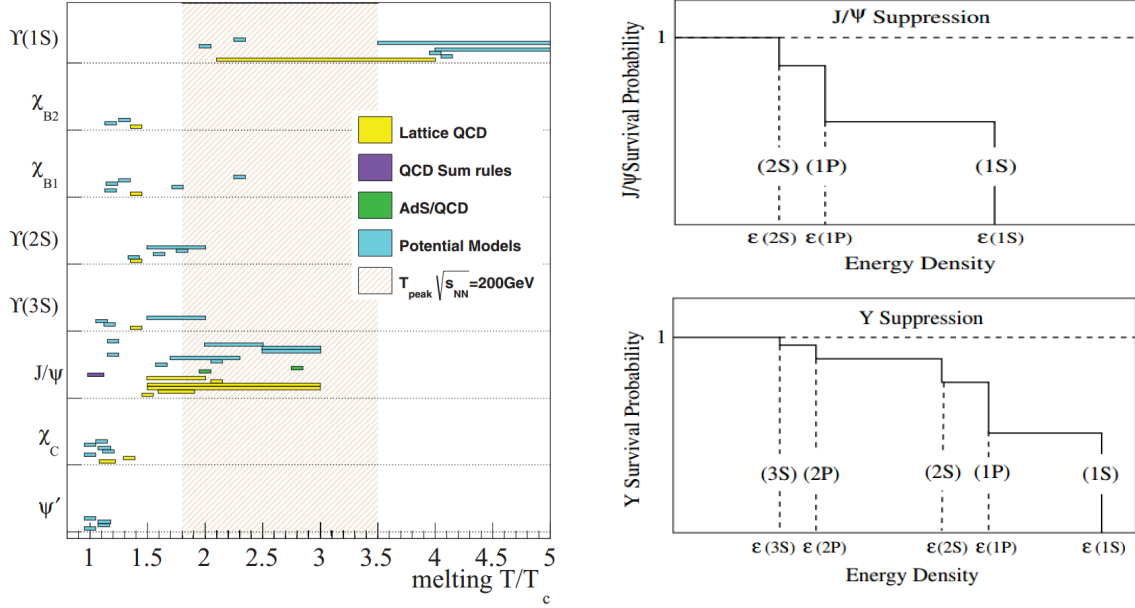 ϒ(1S)
χB2
χB1
ϒ(2S)
ϒ(3S)
J/ψ
χC
ψ′
Lattice QCD
QCD Sum rules
AdS/QCD
Potential Models
Tpeak √sNN=200GeV
1 1.5 2 2.5 3 3.5 4 4.5 5
melting T/Tc
J/Ψ Suppression
J/Ψ Survival Probability
1
(2S) (1P) (1S)
ε(2S) ε(1P) ε(1S)
Energy Density
Y Suppression
Y Survival Probability
1
(3S) (2P) (2S) (1P) (1S)
ε(3S) ε(2P) ε(2S) ε(1P) ε(1S)
Energy Density